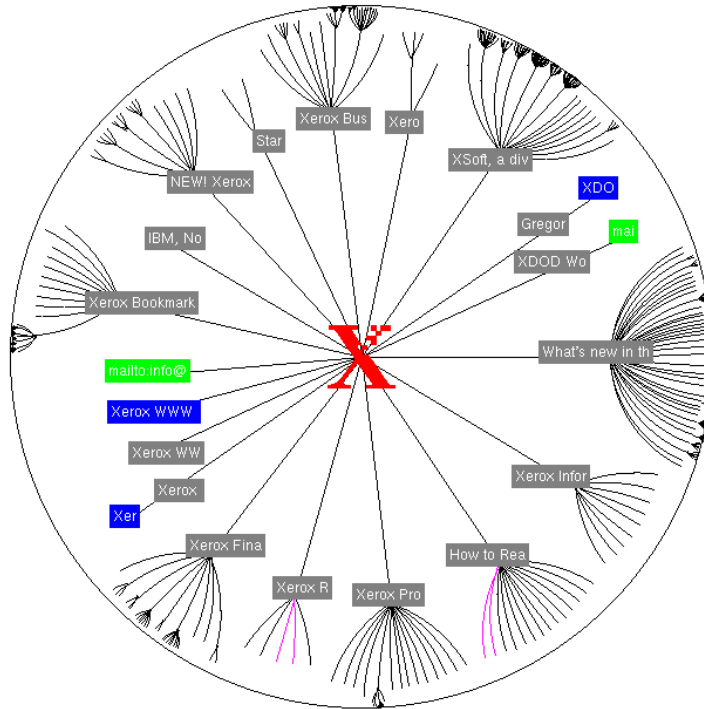 Xerox Bus
Xero
Star
XSoft, a div
NEW! Xerox
XDO
Gregor
mai
IBM, No
XDOD Wo
Xerox Bookmark
X
What's new in th
mailto:info@
Xerox WWW
Xerox WW
Xerox Infor
Xerox
Xer
Xerox Fina
How to Rea
Xerox R
Xerox Pro